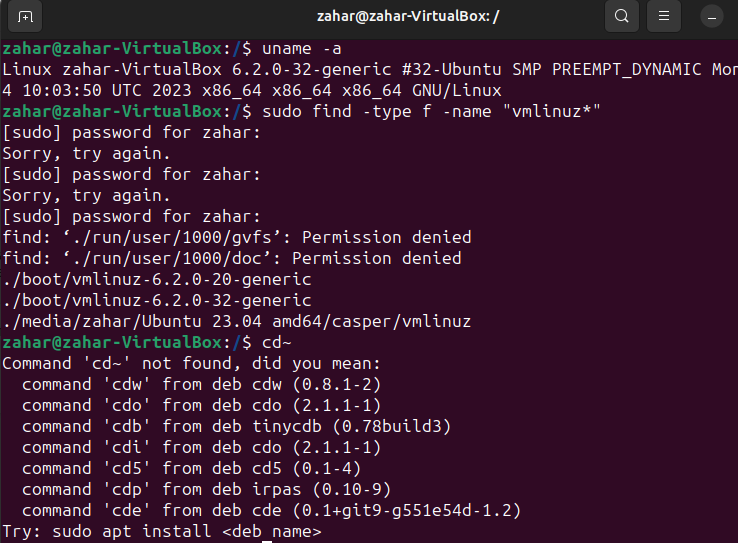 zahar@zahar-VirtualBox: /
zahar@zahar-VirtualBox:/$ uname -a
Linux zahar-VirtualBox 6.2.0-32-generic #32-Ubuntu SMP PREEMPT_DYNAMIC Mon
4 10:03:50 UTC 2023 x86_64 x86_64 x86_64 GNU/Linux
zahar@zahar-VirtualBox:/$ sudo find -type f -name "vmlinuz*"
[sudo] password for zahar:
Sorry, try again.
[sudo] password for zahar:
Sorry, try again.
[sudo] password for zahar:
find: ‘./run/user/1000/gvfs’: Permission denied
find: ‘./run/user/1000/doc’: Permission denied
./boot/vmlinuz-6.2.0-20-generic
./boot/vmlinuz-6.2.0-32-generic
./media/zahar/Ubuntu 23.04 amd64/casper/vmlinuz
zahar@zahar-VirtualBox:/$ cd~
Command 'cd~' not found, did you mean:
  command 'cdw' from deb cdw (0.8.1-2)
  command 'cdo' from deb cdo (2.1.1-1)
  command 'cdb' from deb tinycdb (0.78build3)
  command 'cdi' from deb cdo (2.1.1-1)
  command 'cd5' from deb cd5 (0.1-4)
  command 'cdp' from deb irpas (0.10-9)
  command 'cde' from deb cde (0.1+git9-g551e54d-1.2)
Try: sudo apt install <deb name>